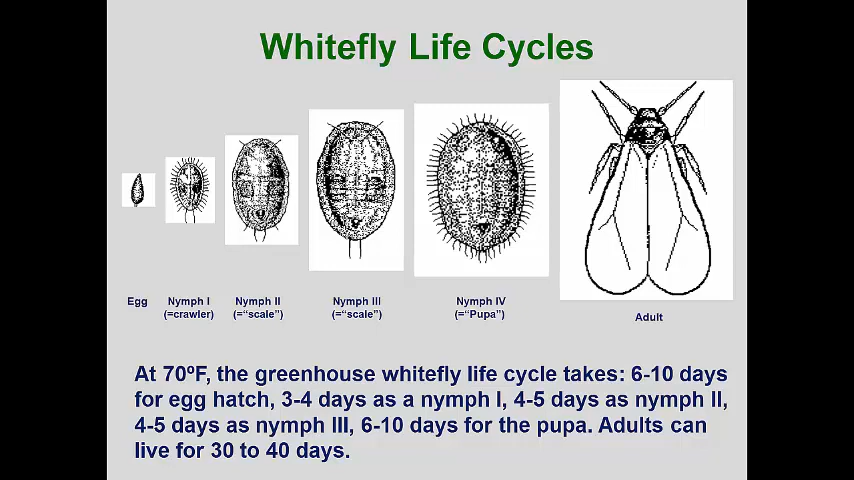 Whitefly Life Cycles
Egg
Nymph I
(=crawler)
Nymph II
(=“scale”)
Nymph III
(=“scale”)
Nymph IV
(=“Pupa”)
Adult
At 70ºF, the greenhouse whitefly life cycle takes: 6-10 days
for egg hatch, 3-4 days as a nymph I, 4-5 days as nymph II,
4-5 days as nymph III, 6-10 days for the pupa. Adults can
live for 30 to 40 days.